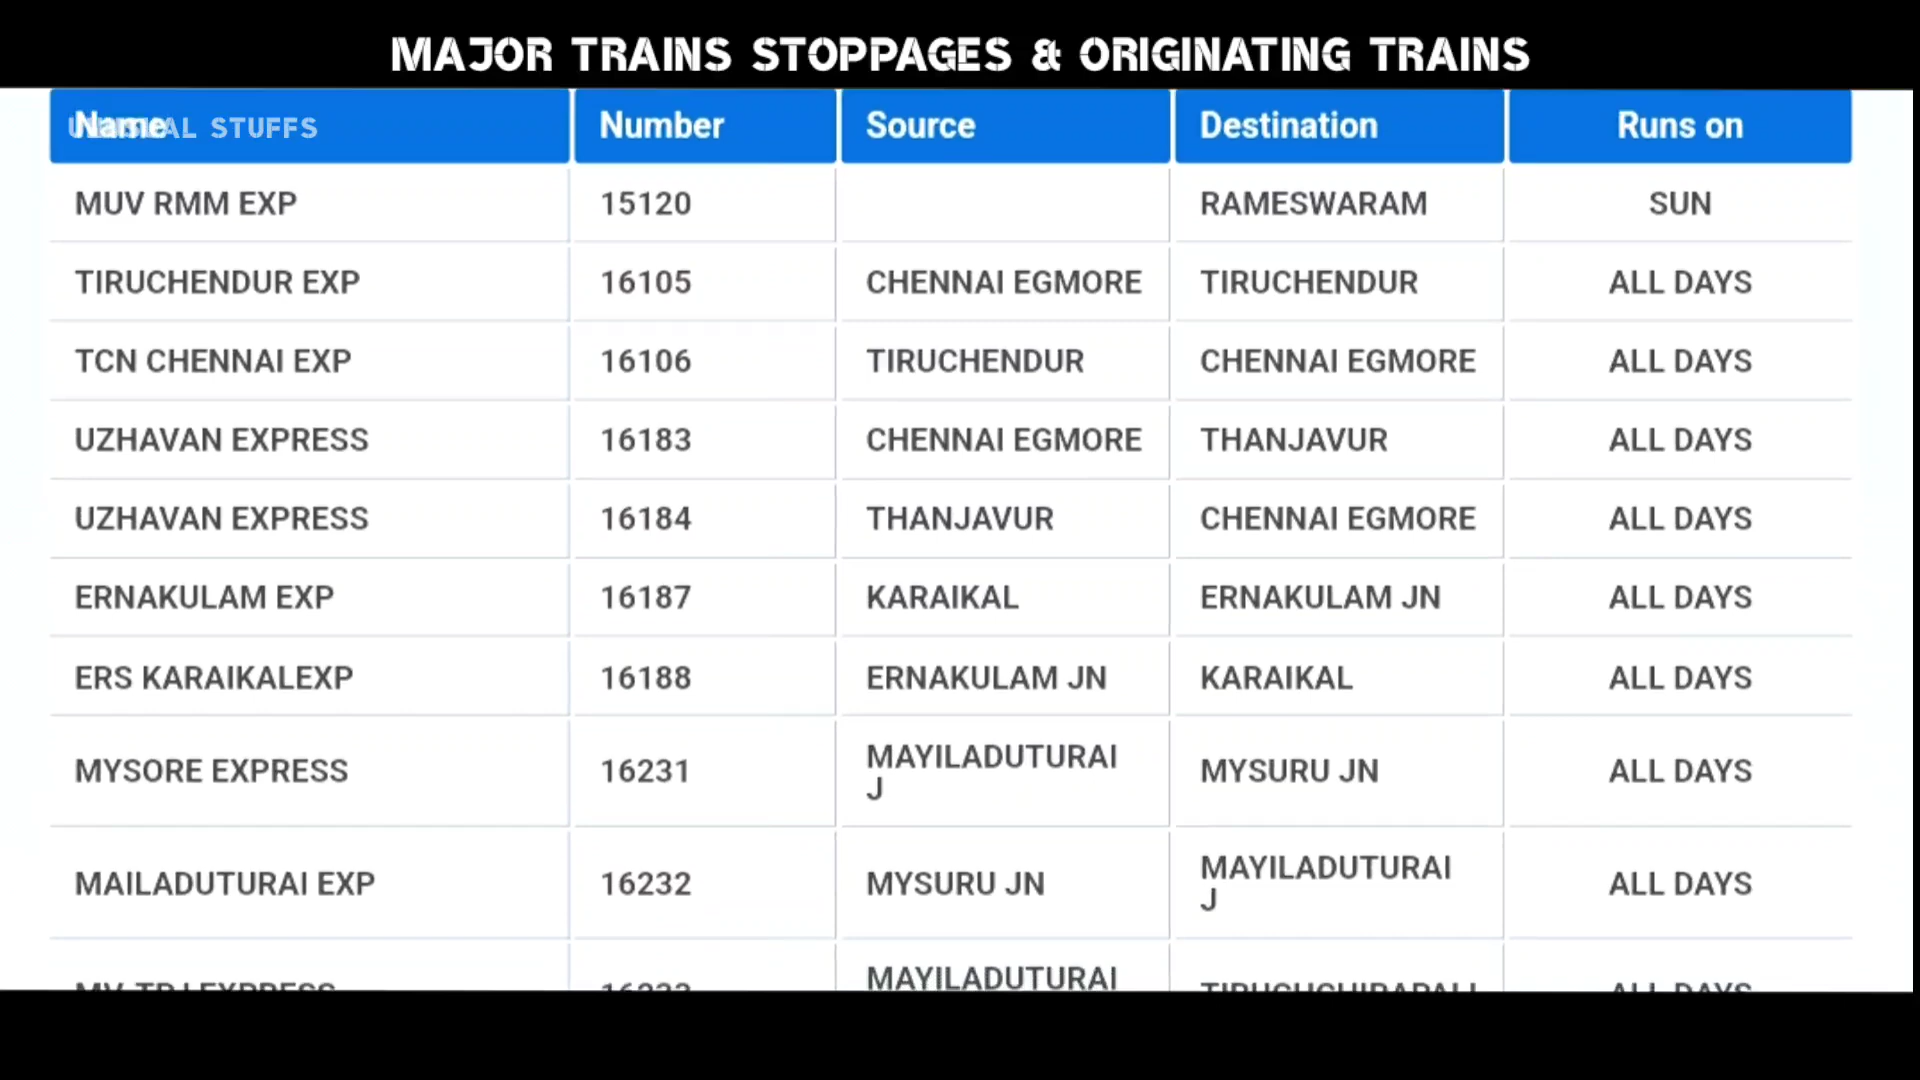 MAJOR TRAINS STOPPAGES & ORIGINATING TRAINS
Name Number Source Destination Runs on
UNUSUAL STUFFS
MUV RMM EXP 15120 RAMESWARAM SUN
TIRUCHENDUR EXP 16105 CHENNAI EGMORE TIRUCHENDUR ALL DAYS
TCN CHENNAI EXP 16106 TIRUCHENDUR CHENNAI EGMORE ALL DAYS
UZHAVAN EXPRESS 16183 CHENNAI EGMORE THANJAVUR ALL DAYS
UZHAVAN EXPRESS 16184 THANJAVUR CHENNAI EGMORE ALL DAYS
ERNAKULAM EXP 16187 KARAIKAL ERNAKULAM JN ALL DAYS
ERS KARAIKALEXP 16188 ERNAKULAM JN KARAIKAL ALL DAYS
MYSORE EXPRESS 16231 MAYILADUTURAI J MYSURU JN ALL DAYS
MAILADUTURAI EXP 16232 MYSURU JN MAYILADUTURAI J ALL DAYS
MAYILADUTURAI ALL DAYS